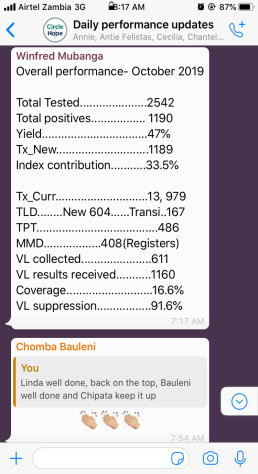 Airtel Zambia 3G 8:17 AM 87%
Circle
Hope
Daily performance updates
Annie, Antie Felistas, Cecilia, Chantel...
Winfred Mubanga
Overall performance- October 2019
Total Tested.....................2542
Total positives................. 1190
Yield................................47%
Tx_New............................1189
Index contribution...........33.5%
Tx_Curr.........................13, 979
TLD........New 604......Transi..167
TPT.....................................486
MMD..................408(Registers)
VL collected......................611
VL results received...........1160
Coverage..........................16.6%
VL suppression.................91.6%
7:17 AM
Chomba Bauleni
You
Linda well done, back on the top, Bauleni
well done and Chipata keep it up
👏🏼👏🏼👏🏼
7:54 AM